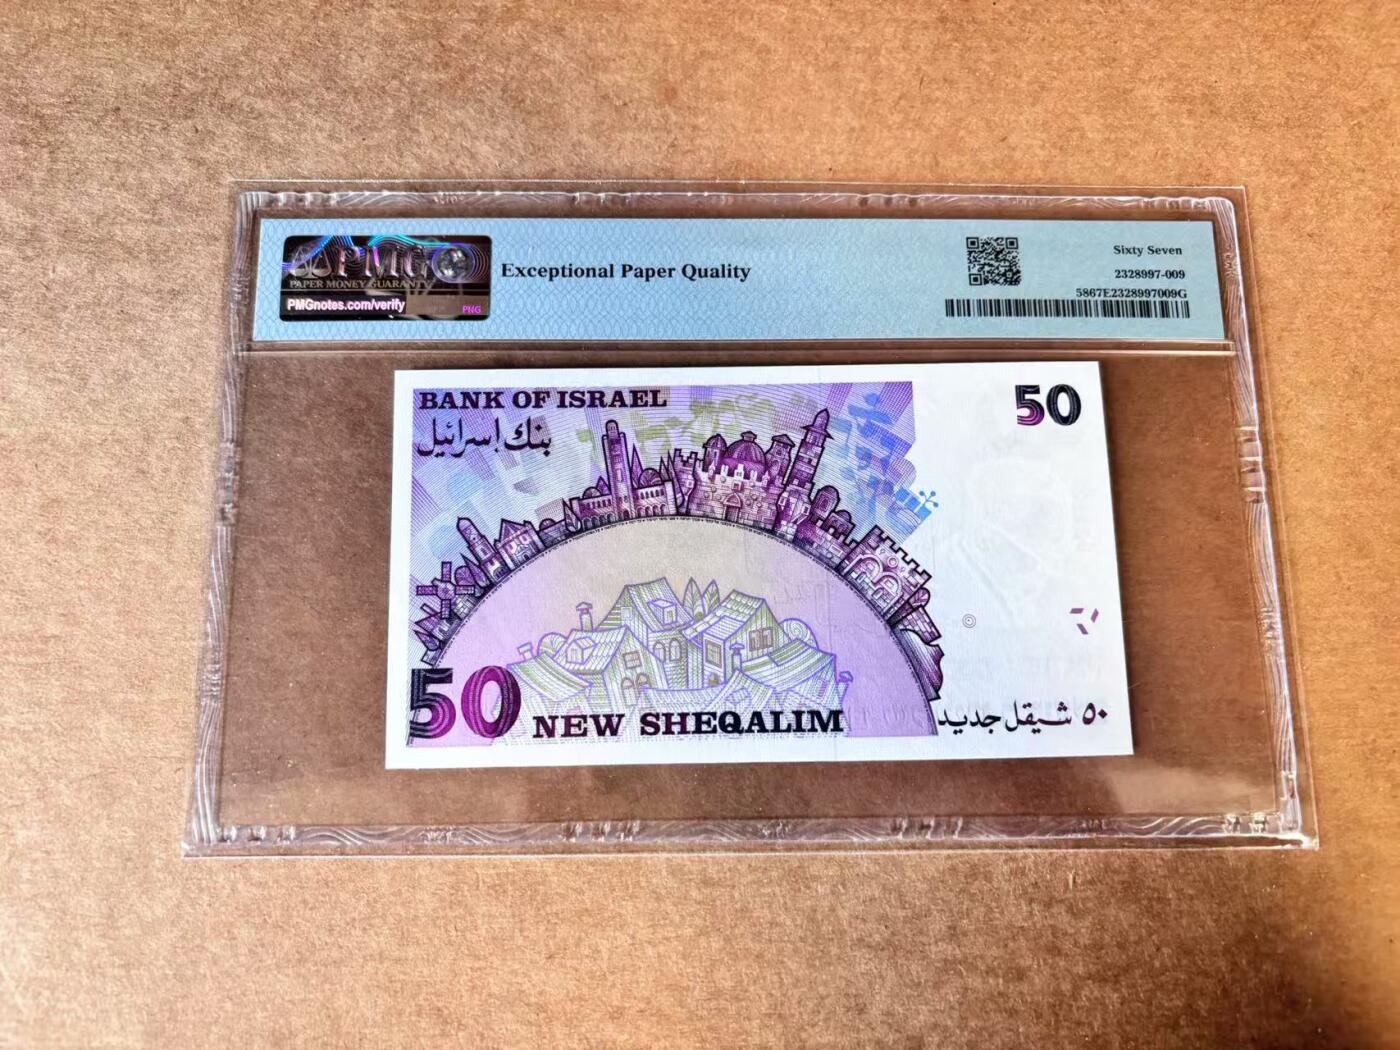 PMG
PAPER MONEY GUARANTY
PMGnotes.com/verify
PNG
Exceptional Paper Quality
Sixty Seven
2328997-009
5867E2328997009G
BANK OF ISRAEL
بنك إسرائيل
50
50
NEW SHEQALIM
٥٠ شيقل جديد